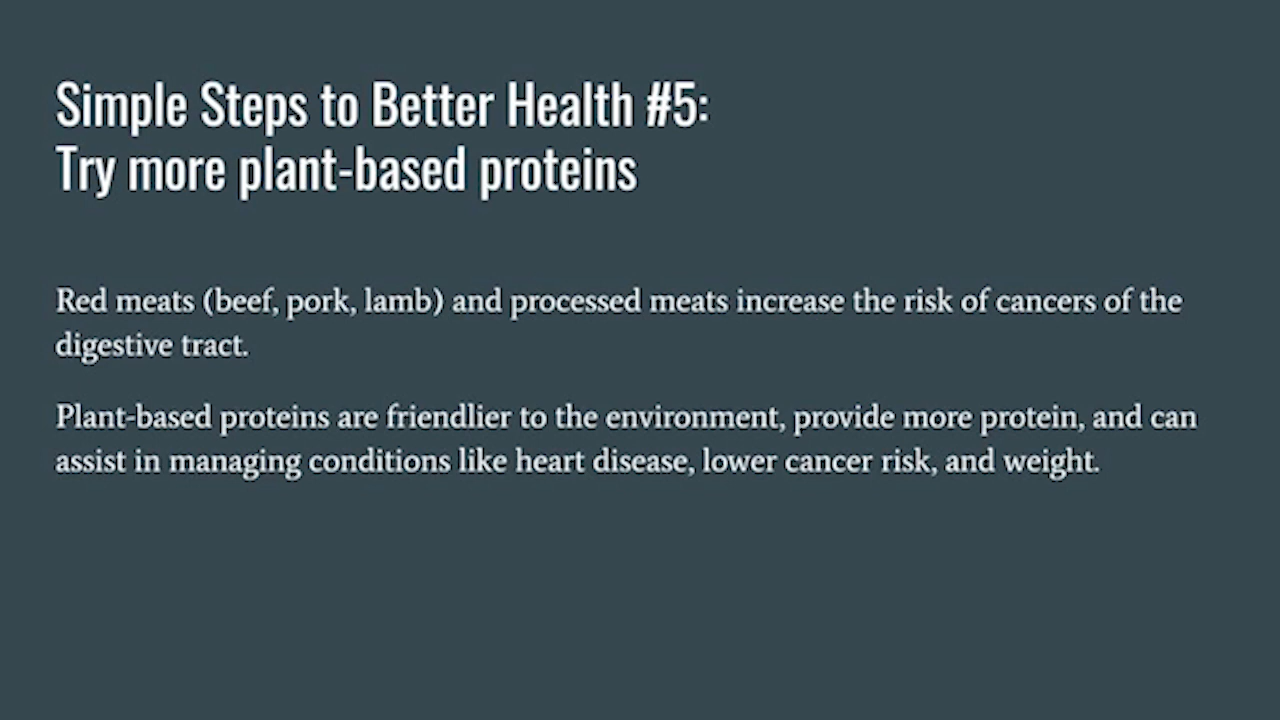 Simple Steps to Better Health #5:
Try more plant-based proteins
Red meats (beef, pork, lamb) and processed meats increase the risk of cancers of the
digestive tract.
Plant-based proteins are friendlier to the environment, provide more protein, and can
assist in managing conditions like heart disease, lower cancer risk, and weight.